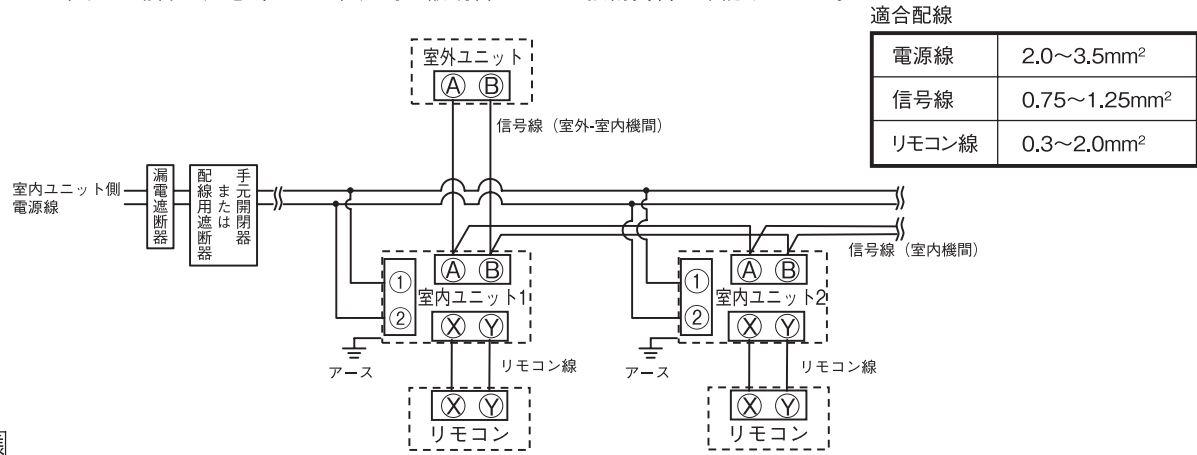 適合配線
電源線 2.0～3.5mm²
信号線 0.75～1.25mm²
リモコン線 0.3～2.0mm²
室外ユニット
Ⓐ Ⓑ
信号線（室外-室内機間）
室内ユニット側
電源線
漏電遮断器
手元開閉器
または
配線用遮断器
信号線（室内機間）
Ⓐ Ⓑ
①
室内ユニット1
②
Ⓧ Ⓨ
アース
リモコン線
Ⓧ Ⓨ
リモコン
Ⓐ Ⓑ
①
室内ユニット2
②
Ⓧ Ⓨ
アース
リモコン線
Ⓧ Ⓨ
リモコン